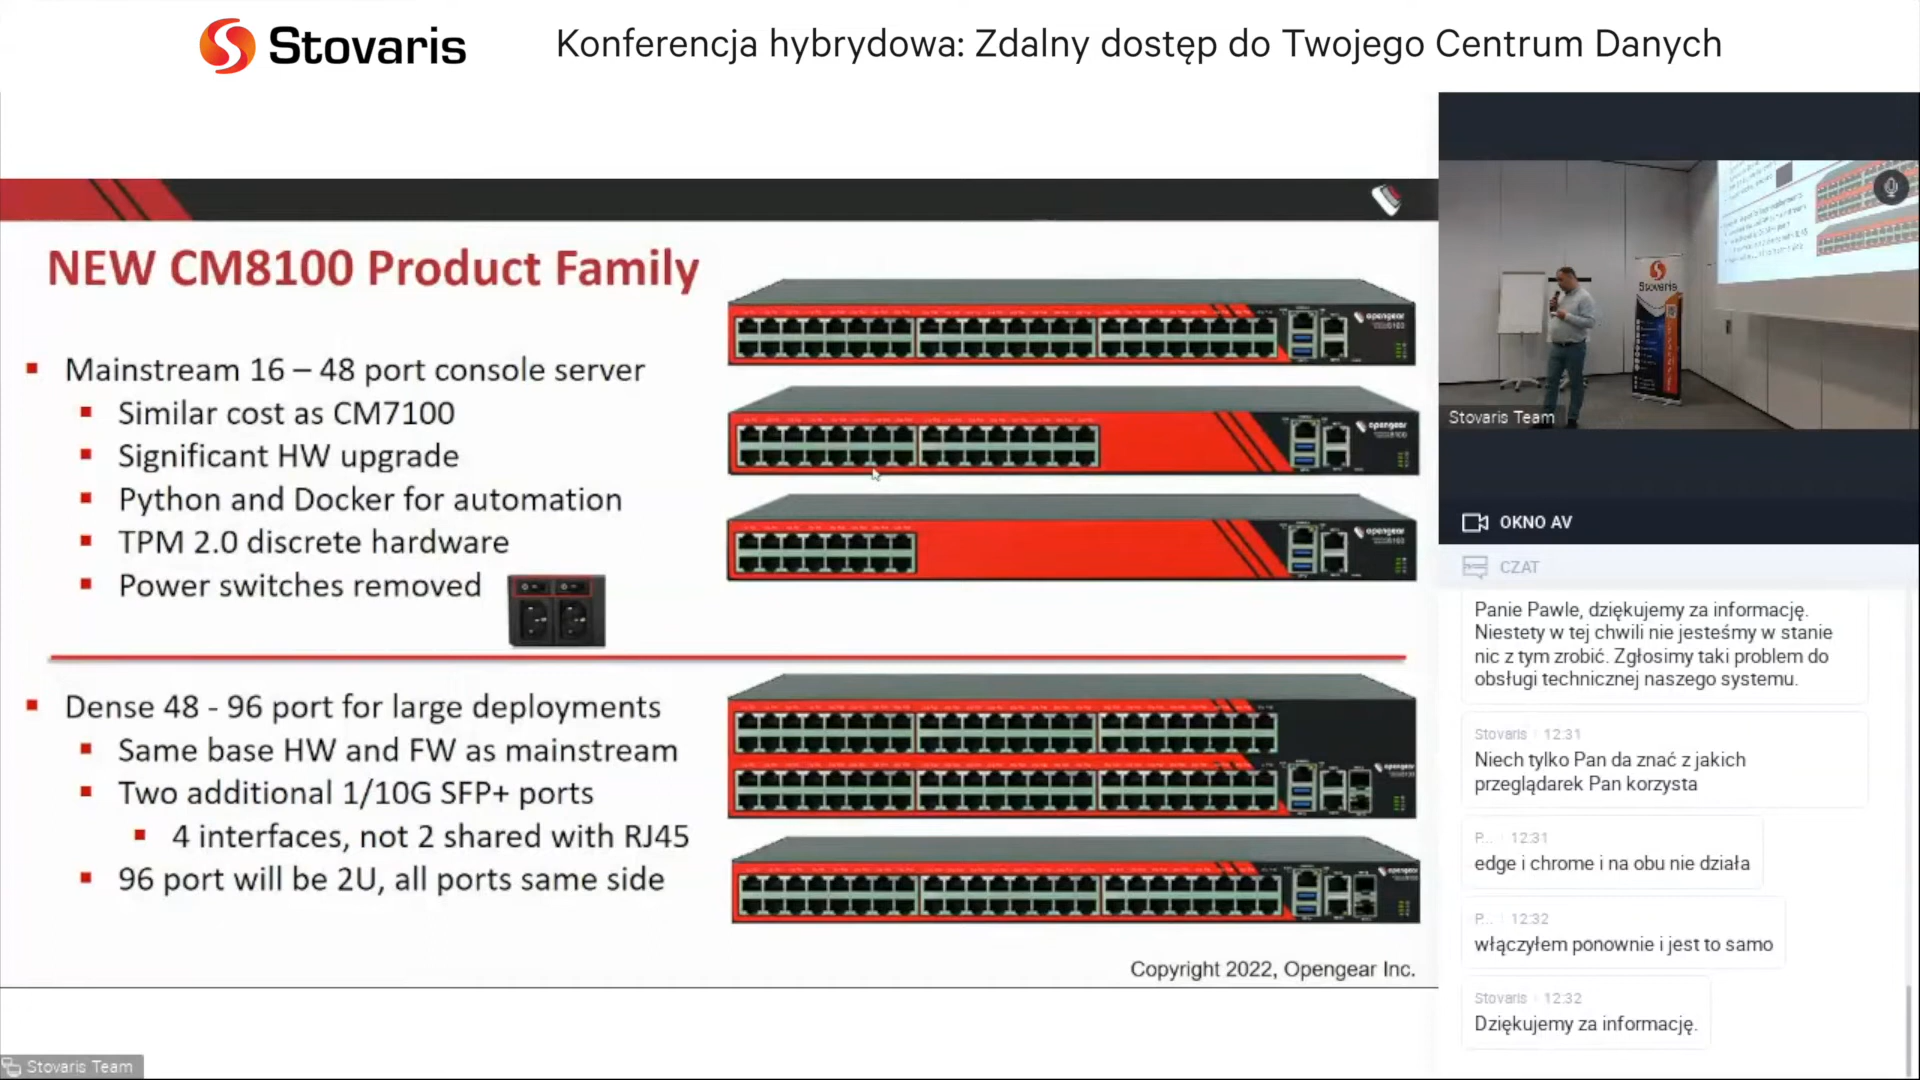 Stovaris
Konferencja hybrydowa: Zdalny dostęp do Twojego Centrum Danych
NEW CM8100 Product Family
Mainstream 16 – 48 port console server
Similar cost as CM7100
Significant HW upgrade
Python and Docker for automation
TPM 2.0 discrete hardware
Power switches removed
opengear
opengear
opengear
Dense 48 - 96 port for large deployments
Same base HW and FW as mainstream
Two additional 1/10G SFP+ ports
4 interfaces, not 2 shared with RJ45
96 port will be 2U, all ports same side
opengear
opengear
Copyright 2022, Opengear Inc.
Stovaris Team
Stovaris
Stovaris Team
OKNO AV
CZAT
Panie Pawle, dziękujemy za informację.
Niestety w tej chwili nie jesteśmy w stanie
nic z tym zrobić. Zgłosimy taki problem do
obsługi technicznej naszego systemu.
Stovaris 12:31
Niech tylko Pan da znać z jakich
przeglądarek Pan korzysta
P... 12:31
edge i chrome i na obu nie działa
P... 12:32
włączyłem ponownie i jest to samo
Stovaris 12:32
Dziękujemy za informację.